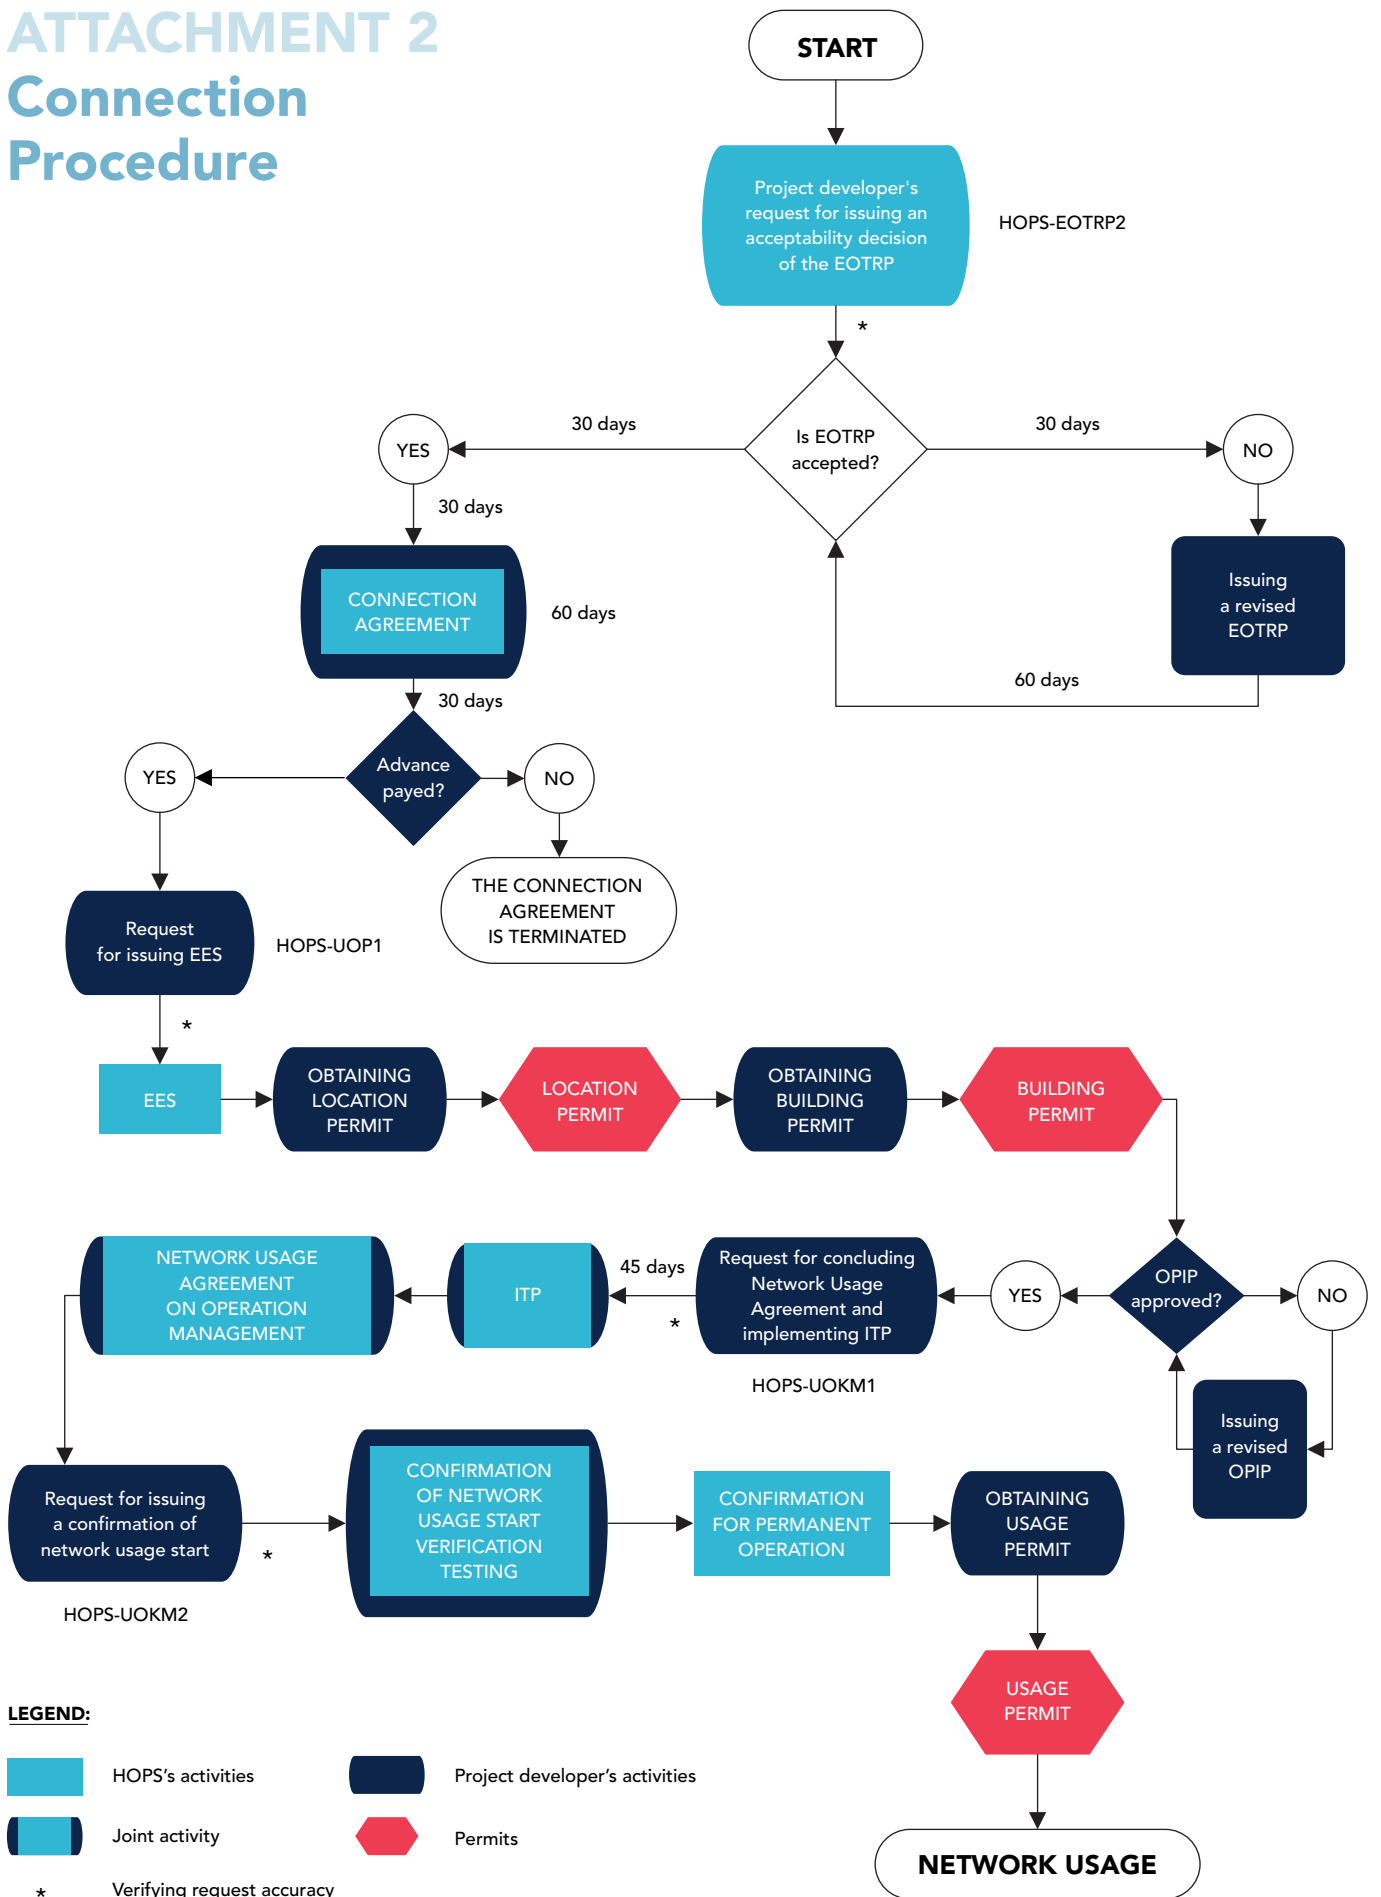 ATTACHMENT 2
Connection
Procedure
START
Project developer's
request for issuing an
acceptability decision
of the EOTRP
HOPS-EOTRP2
*
Is EOTRP
accepted?
30 days
30 days
YES
NO
30 days
Issuing
a revised
EOTRP
60 days
CONNECTION
AGREEMENT
60 days
30 days
Advance
payed?
YES
NO
THE CONNECTION
AGREEMENT
IS TERMINATED
Request
for issuing EES
HOPS-UOP1
*
EES
OBTAINING
LOCATION
PERMIT
LOCATION
PERMIT
OBTAINING
BUILDING
PERMIT
BUILDING
PERMIT
OPIP
approved?
NO
Issuing
a revised
OPIP
YES
Request for concluding
Network Usage
Agreement and
implementing ITP
HOPS-UOKM1
45 days
*
ITP
NETWORK USAGE
AGREEMENT
ON OPERATION
MANAGEMENT
Request for issuing
a confirmation of
network usage start
HOPS-UOKM2
*
CONFIRMATION
OF NETWORK
USAGE START
VERIFICATION
TESTING
CONFIRMATION
FOR PERMANENT
OPERATION
OBTAINING
USAGE
PERMIT
USAGE
PERMIT
NETWORK USAGE
LEGEND:
HOPS's activities
Project developer's activities
Joint activity
Permits
* Verifying request accuracy